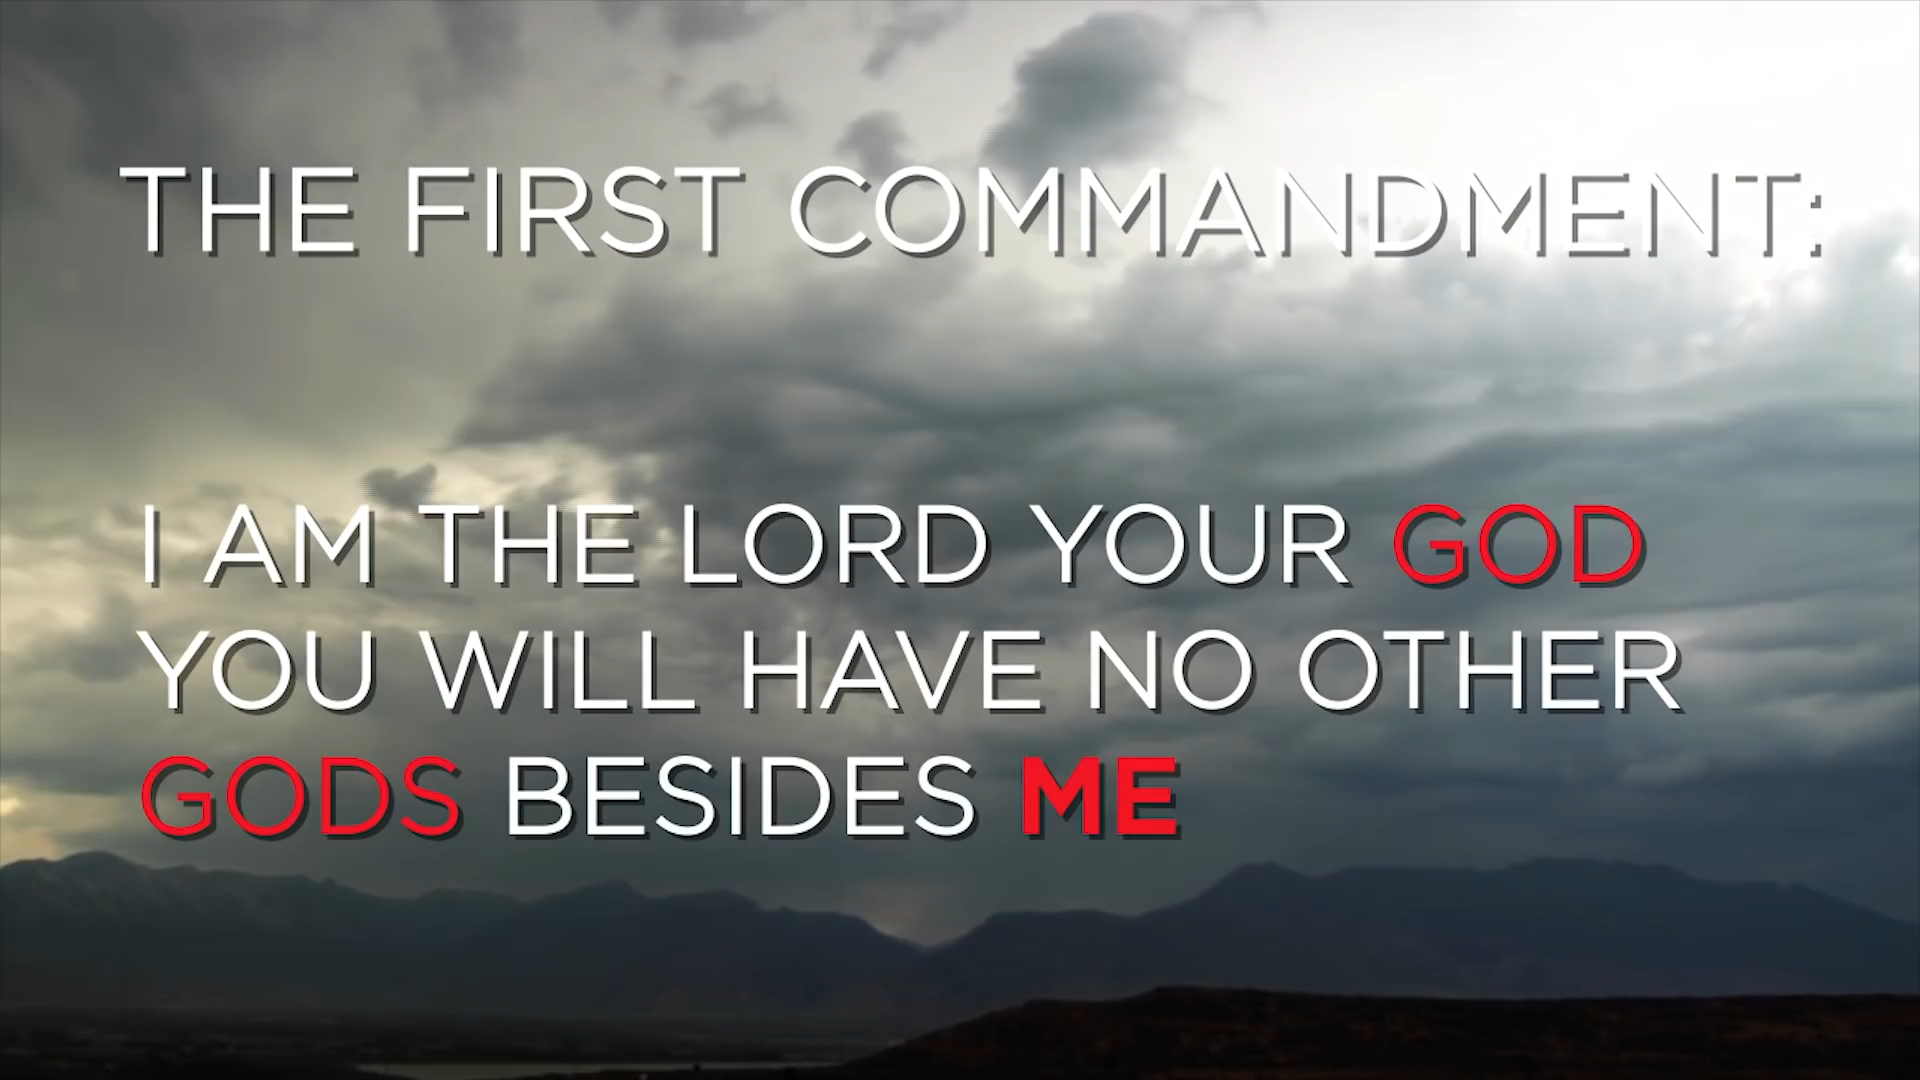 THE FIRST COMMANDMENT:
I AM THE LORD YOUR GOD
YOU WILL HAVE NO OTHER
GODS BESIDES ME